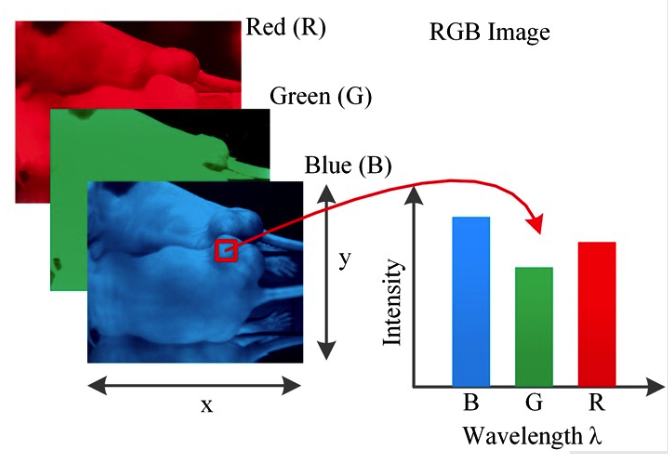 Red (R)
RGB Image
Green (G)
Blue (B)
y
x
Intensity
B G R
Wavelength λ